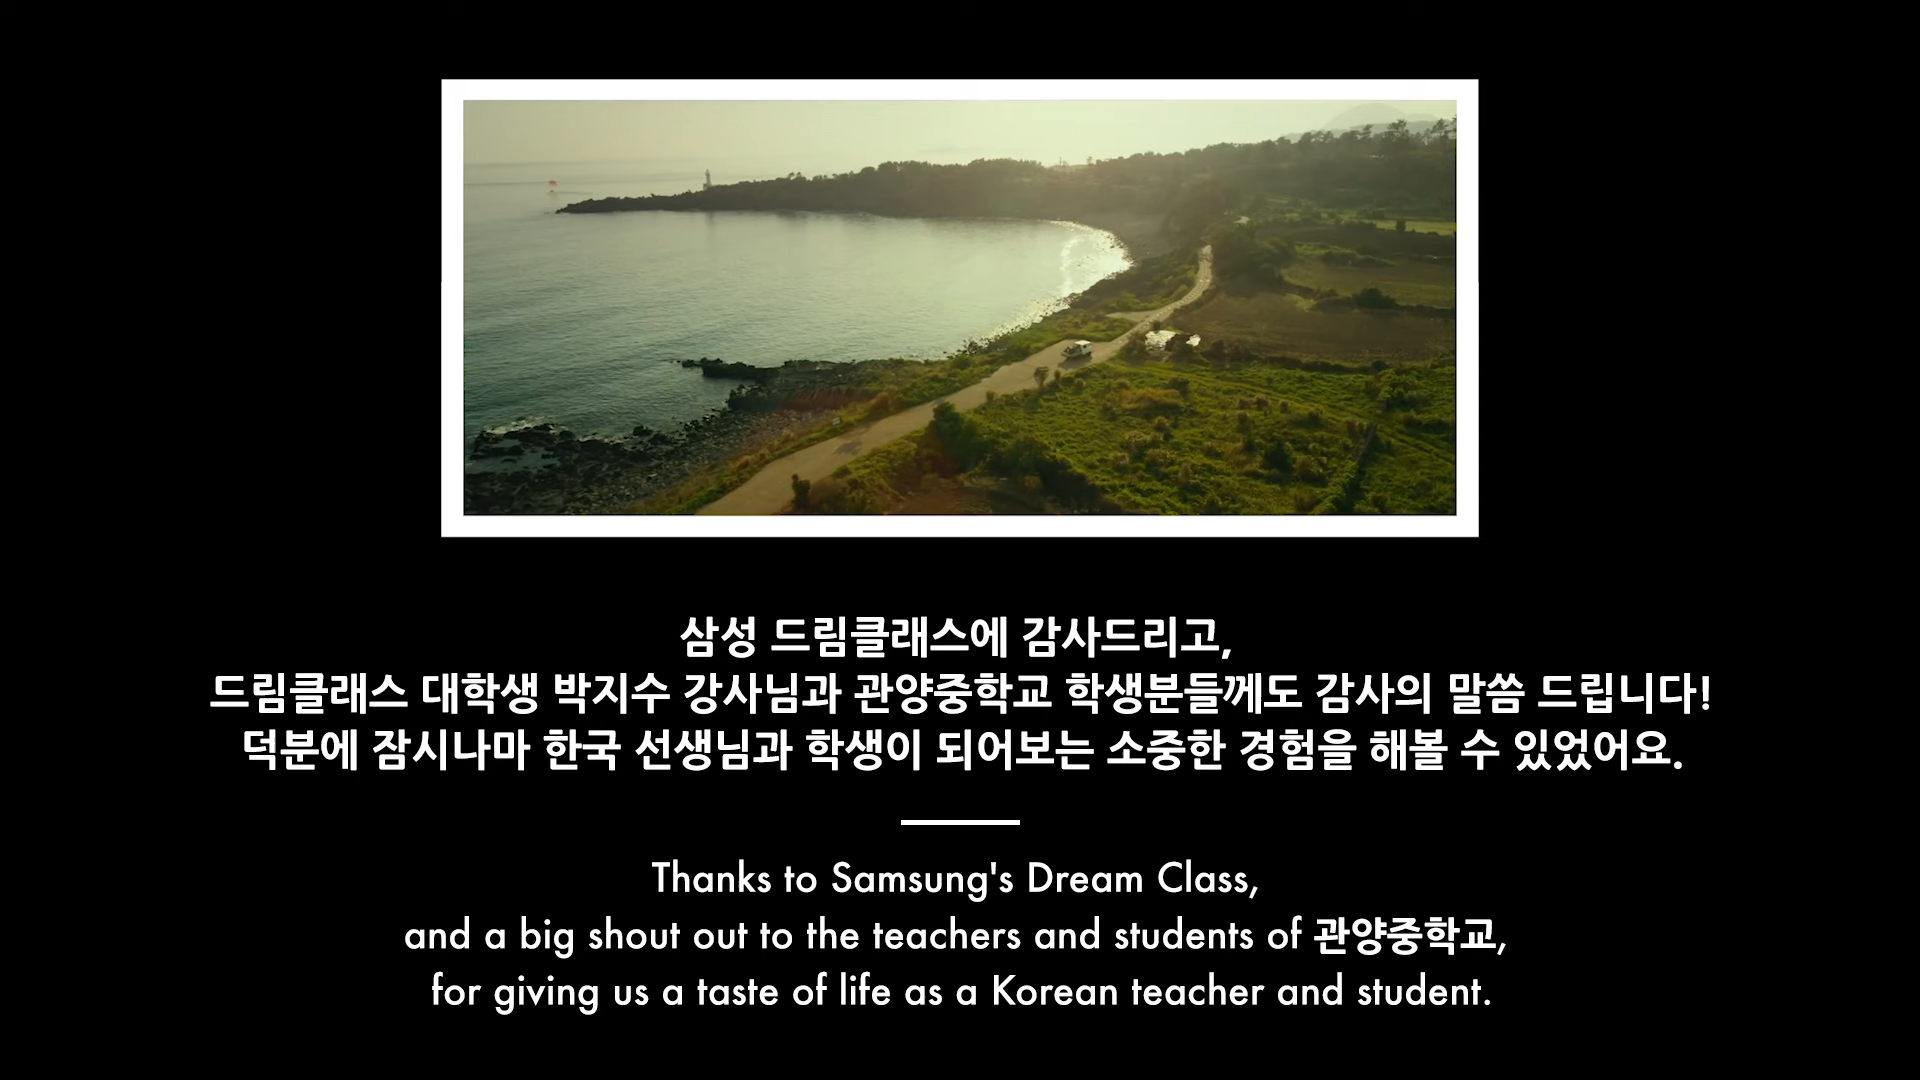 삼성 드림클래스에 감사드리고,
드림클래스 대학생 박지수 강사님과 관양중학교 학생분들께도 감사의 말씀 드립니다!
덕분에 잠시나마 한국 선생님과 학생이 되어보는 소중한 경험을 해볼 수 있었어요.
Thanks to Samsung's Dream Class,
and a big shout out to the teachers and students of 관양중학교,
for giving us a taste of life as a Korean teacher and student.